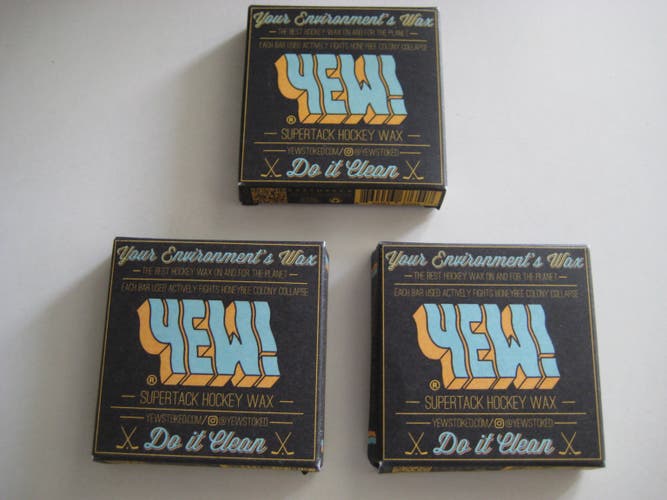 Your Environment's Wax
THE BEST HOCKEY WAX ON AND FOR THE PLANET
EACH BAR USED ACTIVELY FIGHTS HONEYBEE COLONY COLLAPSE
YEW!
®
SUPERTACK HOCKEY WAX
YEWSTOKED.COM/@YEWSTOKED
Do it Clean
Your Environment's Wax
THE BEST HOCKEY WAX ON AND FOR THE PLANET
EACH BAR USED ACTIVELY FIGHTS HONEYBEE COLONY COLLAPSE
YEW!
®
SUPERTACK HOCKEY WAX
YEWSTOKED.COM/@YEWSTOKED
Do it Clean
Your Environment's Wax
THE BEST HOCKEY WAX ON AND FOR THE PLANET
EACH BAR USED ACTIVELY FIGHTS HONEYBEE COLONY COLLAPSE
YEW!
®
SUPERTACK HOCKEY WAX
YEWSTOKED.COM/@YEWSTOKED
Do it Clean